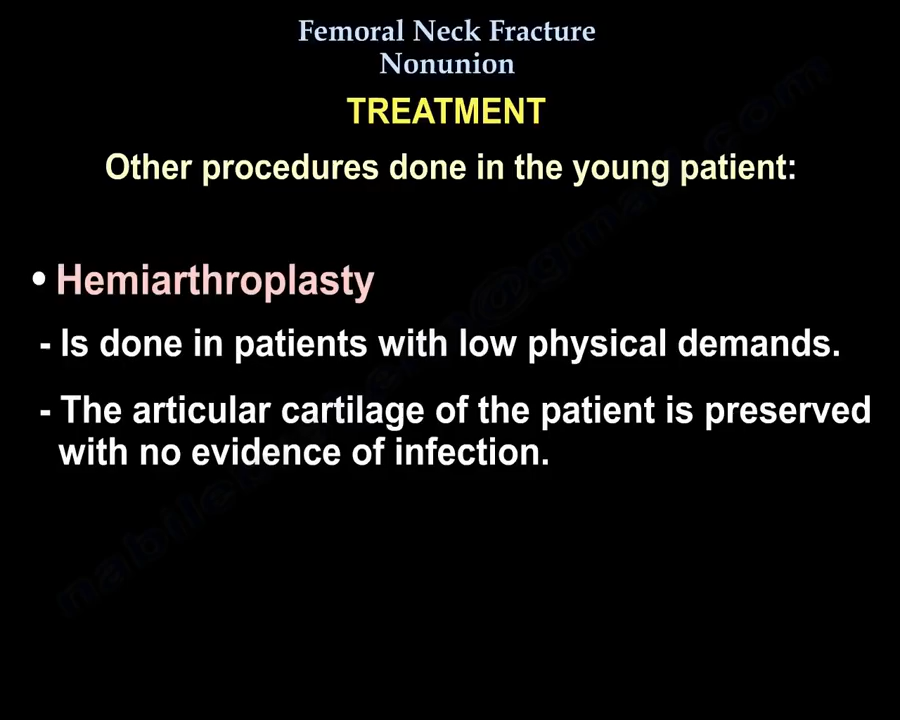 Femoral Neck Fracture
Nonunion
TREATMENT
Other procedures done in the young patient:
• Hemiarthroplasty
- Is done in patients with low physical demands.
- The articular cartilage of the patient is preserved
with no evidence of infection.